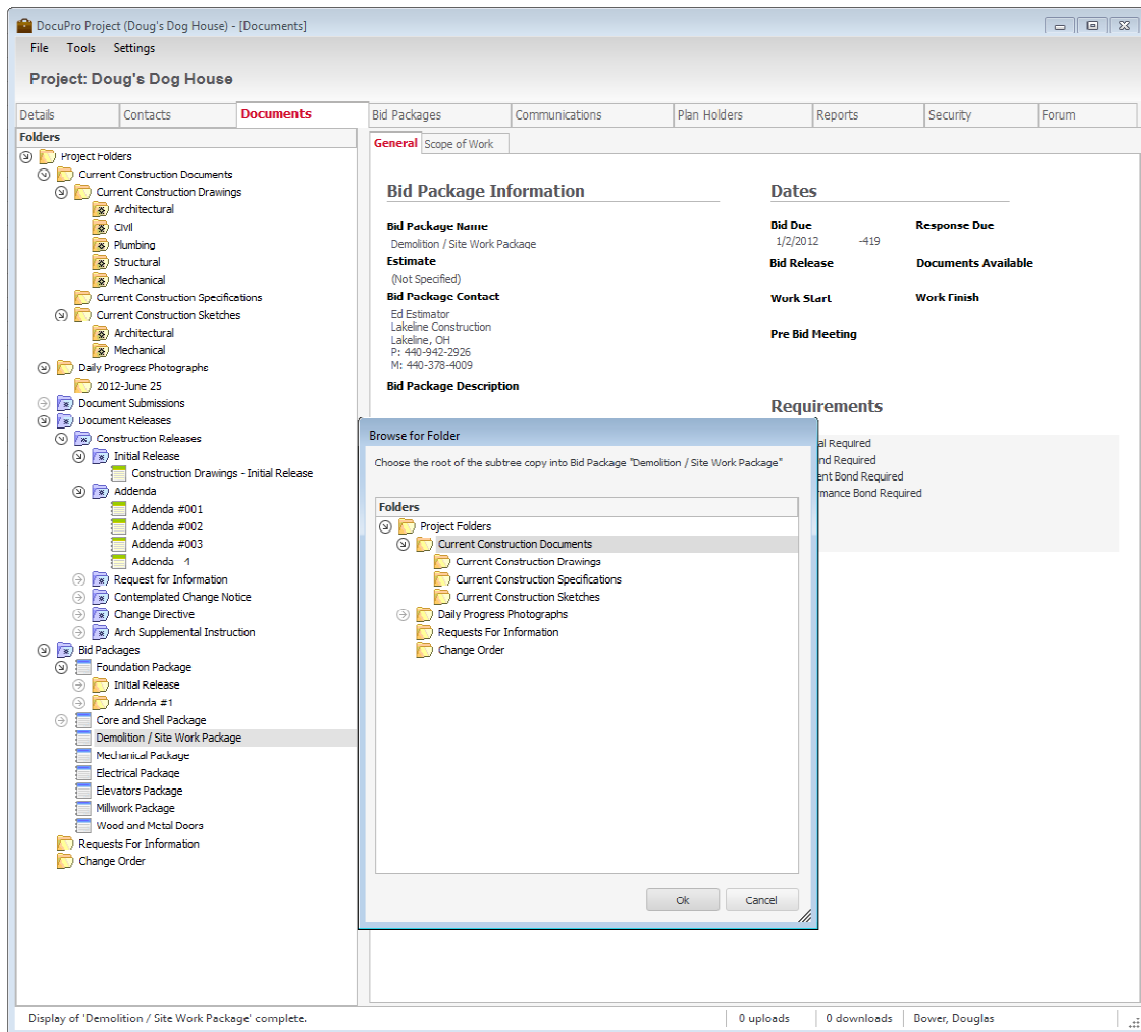 DocuPro Project (Doug's Dog House) - [Documents]
File Tools Settings
Project: Doug's Dog House
Details Contacts Documents Bid Packages Communications Plan Holders Reports Security Forum
Folders
Project Folders
Current Construction Documents
Current Construction Drawings
Architectural
Civil
Plumbing
Structural
Mechanical
Current Construction Specifications
Current Construction Sketches
Architectural
Mechanical
Daily Progress Photographs
2012-June 25
Document Submissions
Document Releases
Construction Releases
Initial Release
Construction Drawings - Initial Release
Addenda
Addenda #001
Addenda #002
Addenda #003
Addenda 4
Request for Information
Contemplated Change Notice
Change Directive
Arch Supplemental Instruction
Bid Packages
Foundation Package
Initial Release
Addenda #1
Core and Shell Package
Demolition / Site Work Package
Mechanical Package
Electrical Package
Elevators Package
Millwork Package
Wood and Metal Doors
Requests For Information
Change Order
General Scope of Work
Bid Package Information
Bid Package Name
Demolition / Site Work Package
Estimate
(Not Specified)
Bid Package Contact
Ed Estimator
Lakeline Construction
Lakeline, OH
P: 440-942-2926
M: 440-378-4009
Bid Package Description
Dates
Bid Due Response Due
1/2/2012 -419
Bid Release Documents Available
Work Start Work Finish
Pre Bid Meeting
Requirements
Required
Required
Bond Required
Bond Required
Browse for Folder
Choose the root of the subtree copy into Bid Package "Demolition / Site Work Package"
Folders
Project Folders
Current Construction Documents
Current Construction Drawings
Current Construction Specifications
Current Construction Sketches
Daily Progress Photographs
Requests For Information
Change Order
Ok Cancel
Display of 'Demolition / Site Work Package' complete. 0 uploads 0 downloads Bower, Douglas